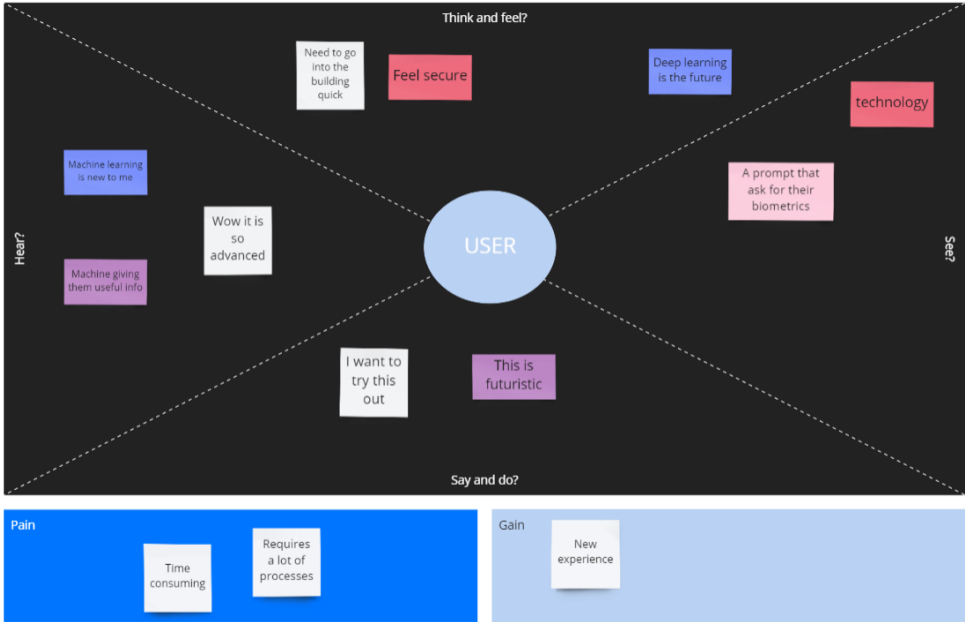 Think and feel?
Need to go
into the
building
quick
Feel secure
Deep learning
is the future
technology
Machine learning
is new to me
A prompt that
ask for their
biometrics
Wow it is
so
advanced
Hear?
USER
See?
Machine giving
them useful info
I want to
try this
out
This is
futuristic
Say and do?
Pain
Time
consuming
Requires
a lot of
processes
Gain
New
experience